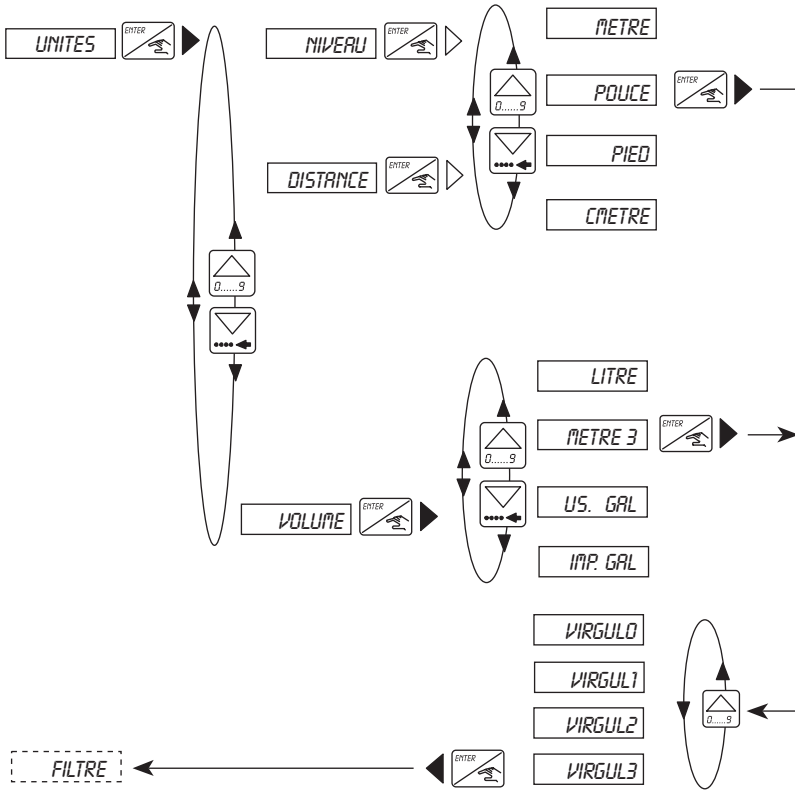 UNITES
ENTER
NIVEAU
ENTER
METRE
0......9
POUCE
ENTER
PIED
DISTANCE
ENTER
CMETRE
0......9
LITRE
0......9
METRE 3
ENTER
US. GAL
VOLUME
ENTER
IMP. GAL
VIRGUL0
VIRGUL1
VIRGUL2
0......9
VIRGUL3
ENTER
FILTRE